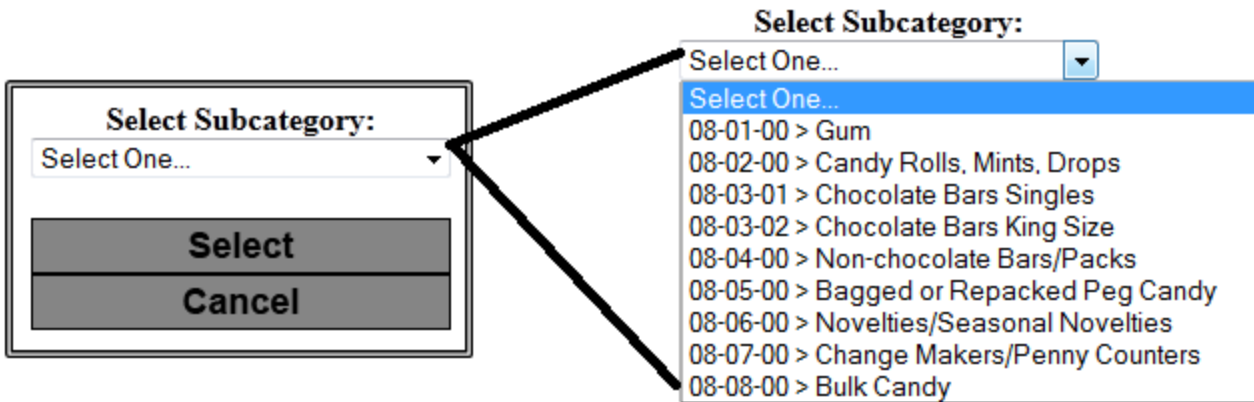 Select Subcategory:
Select One...
Select
Cancel
Select Subcategory:
Select One...
Select One...
08-01-00 > Gum
08-02-00 > Candy Rolls, Mints, Drops
08-03-01 > Chocolate Bars Singles
08-03-02 > Chocolate Bars King Size
08-04-00 > Non-chocolate Bars/Packs
08-05-00 > Bagged or Repacked Peg Candy
08-06-00 > Novelties/Seasonal Novelties
08-07-00 > Change Makers/Penny Counters
08-08-00 > Bulk Candy